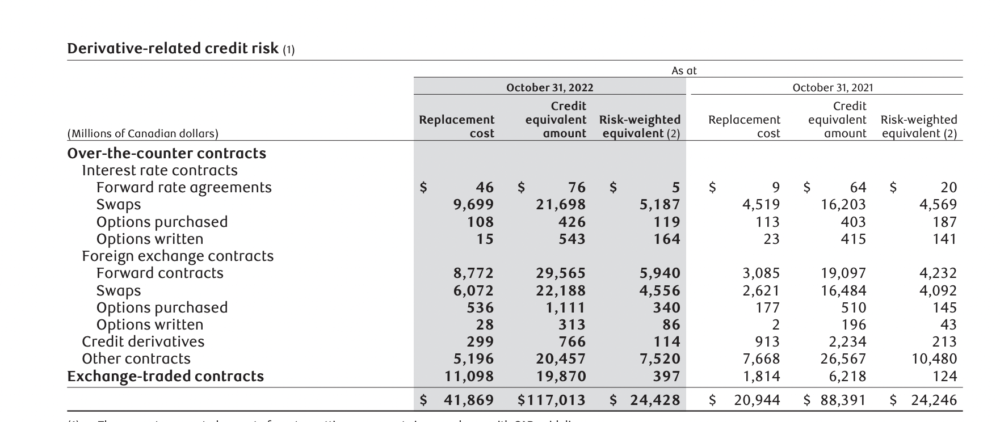 Derivative-related credit risk (1)
As at
October 31, 2022 October 31, 2021
Credit Credit
Replacement equivalent Risk-weighted Replacement equivalent Risk-weighted
(Millions of Canadian dollars) cost amount equivalent (2) cost amount equivalent (2)
Over-the-counter contracts
Interest rate contracts
Forward rate agreements $ 46 $ 76 $ 5 $ 9 $ 64 $ 20
Swaps 9,699 21,698 5,187 4,519 16,203 4,569
Options purchased 108 426 119 113 403 187
Options written 15 543 164 23 415 141
Foreign exchange contracts
Forward contracts 8,772 29,565 5,940 3,085 19,097 4,232
Swaps 6,072 22,188 4,556 2,621 16,484 4,092
Options purchased 536 1,111 340 177 510 145
Options written 28 313 86 2 196 43
Credit derivatives 299 766 114 913 2,234 213
Other contracts 5,196 20,457 7,520 7,668 26,567 10,480
Exchange-traded contracts 11,098 19,870 397 1,814 6,218 124
$ 41,869 $117,013 $ 24,428 $ 20,944 $ 88,391 $ 24,246